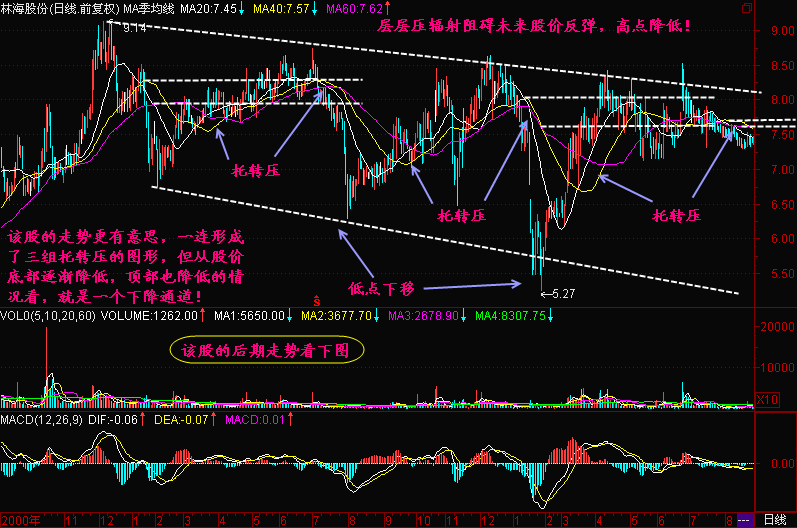 林海股份(日线.前复权) MA季均线 MA20:7.45↓ MA40:7.57↓ MA60:7.62↑
层层压辐射阻碍未来股价反弹，高点降低！
9.14
9.00
8.50
8.00
7.50
7.00
6.50
6.00
5.50
托转压
托转压
托转压
该股的走势更有意思，一连形成
了三组托转压的图形，但从股价
底部逐渐降低，顶部也降低的情
况看，就是一个下降通道！
低点下移
←5.27
Ŝ
VOL0(5,10,20,60) VOLUME:1262.00↑ MA1:5650.00↓ MA2:3677.70↓ MA3:2678.90↓ MA4:8307.75↓
该股的后期走势看下图
20000
10000
X10
MACD(12,26,9) DIF:-0.06↑ DEA:-0.07↑ MACD:0.01↑
0.00
2000年 11 12 1 2 3 4 5 6 7 8 9 10 11 12 1 2 3 4 5 6 7 8 --- 日线